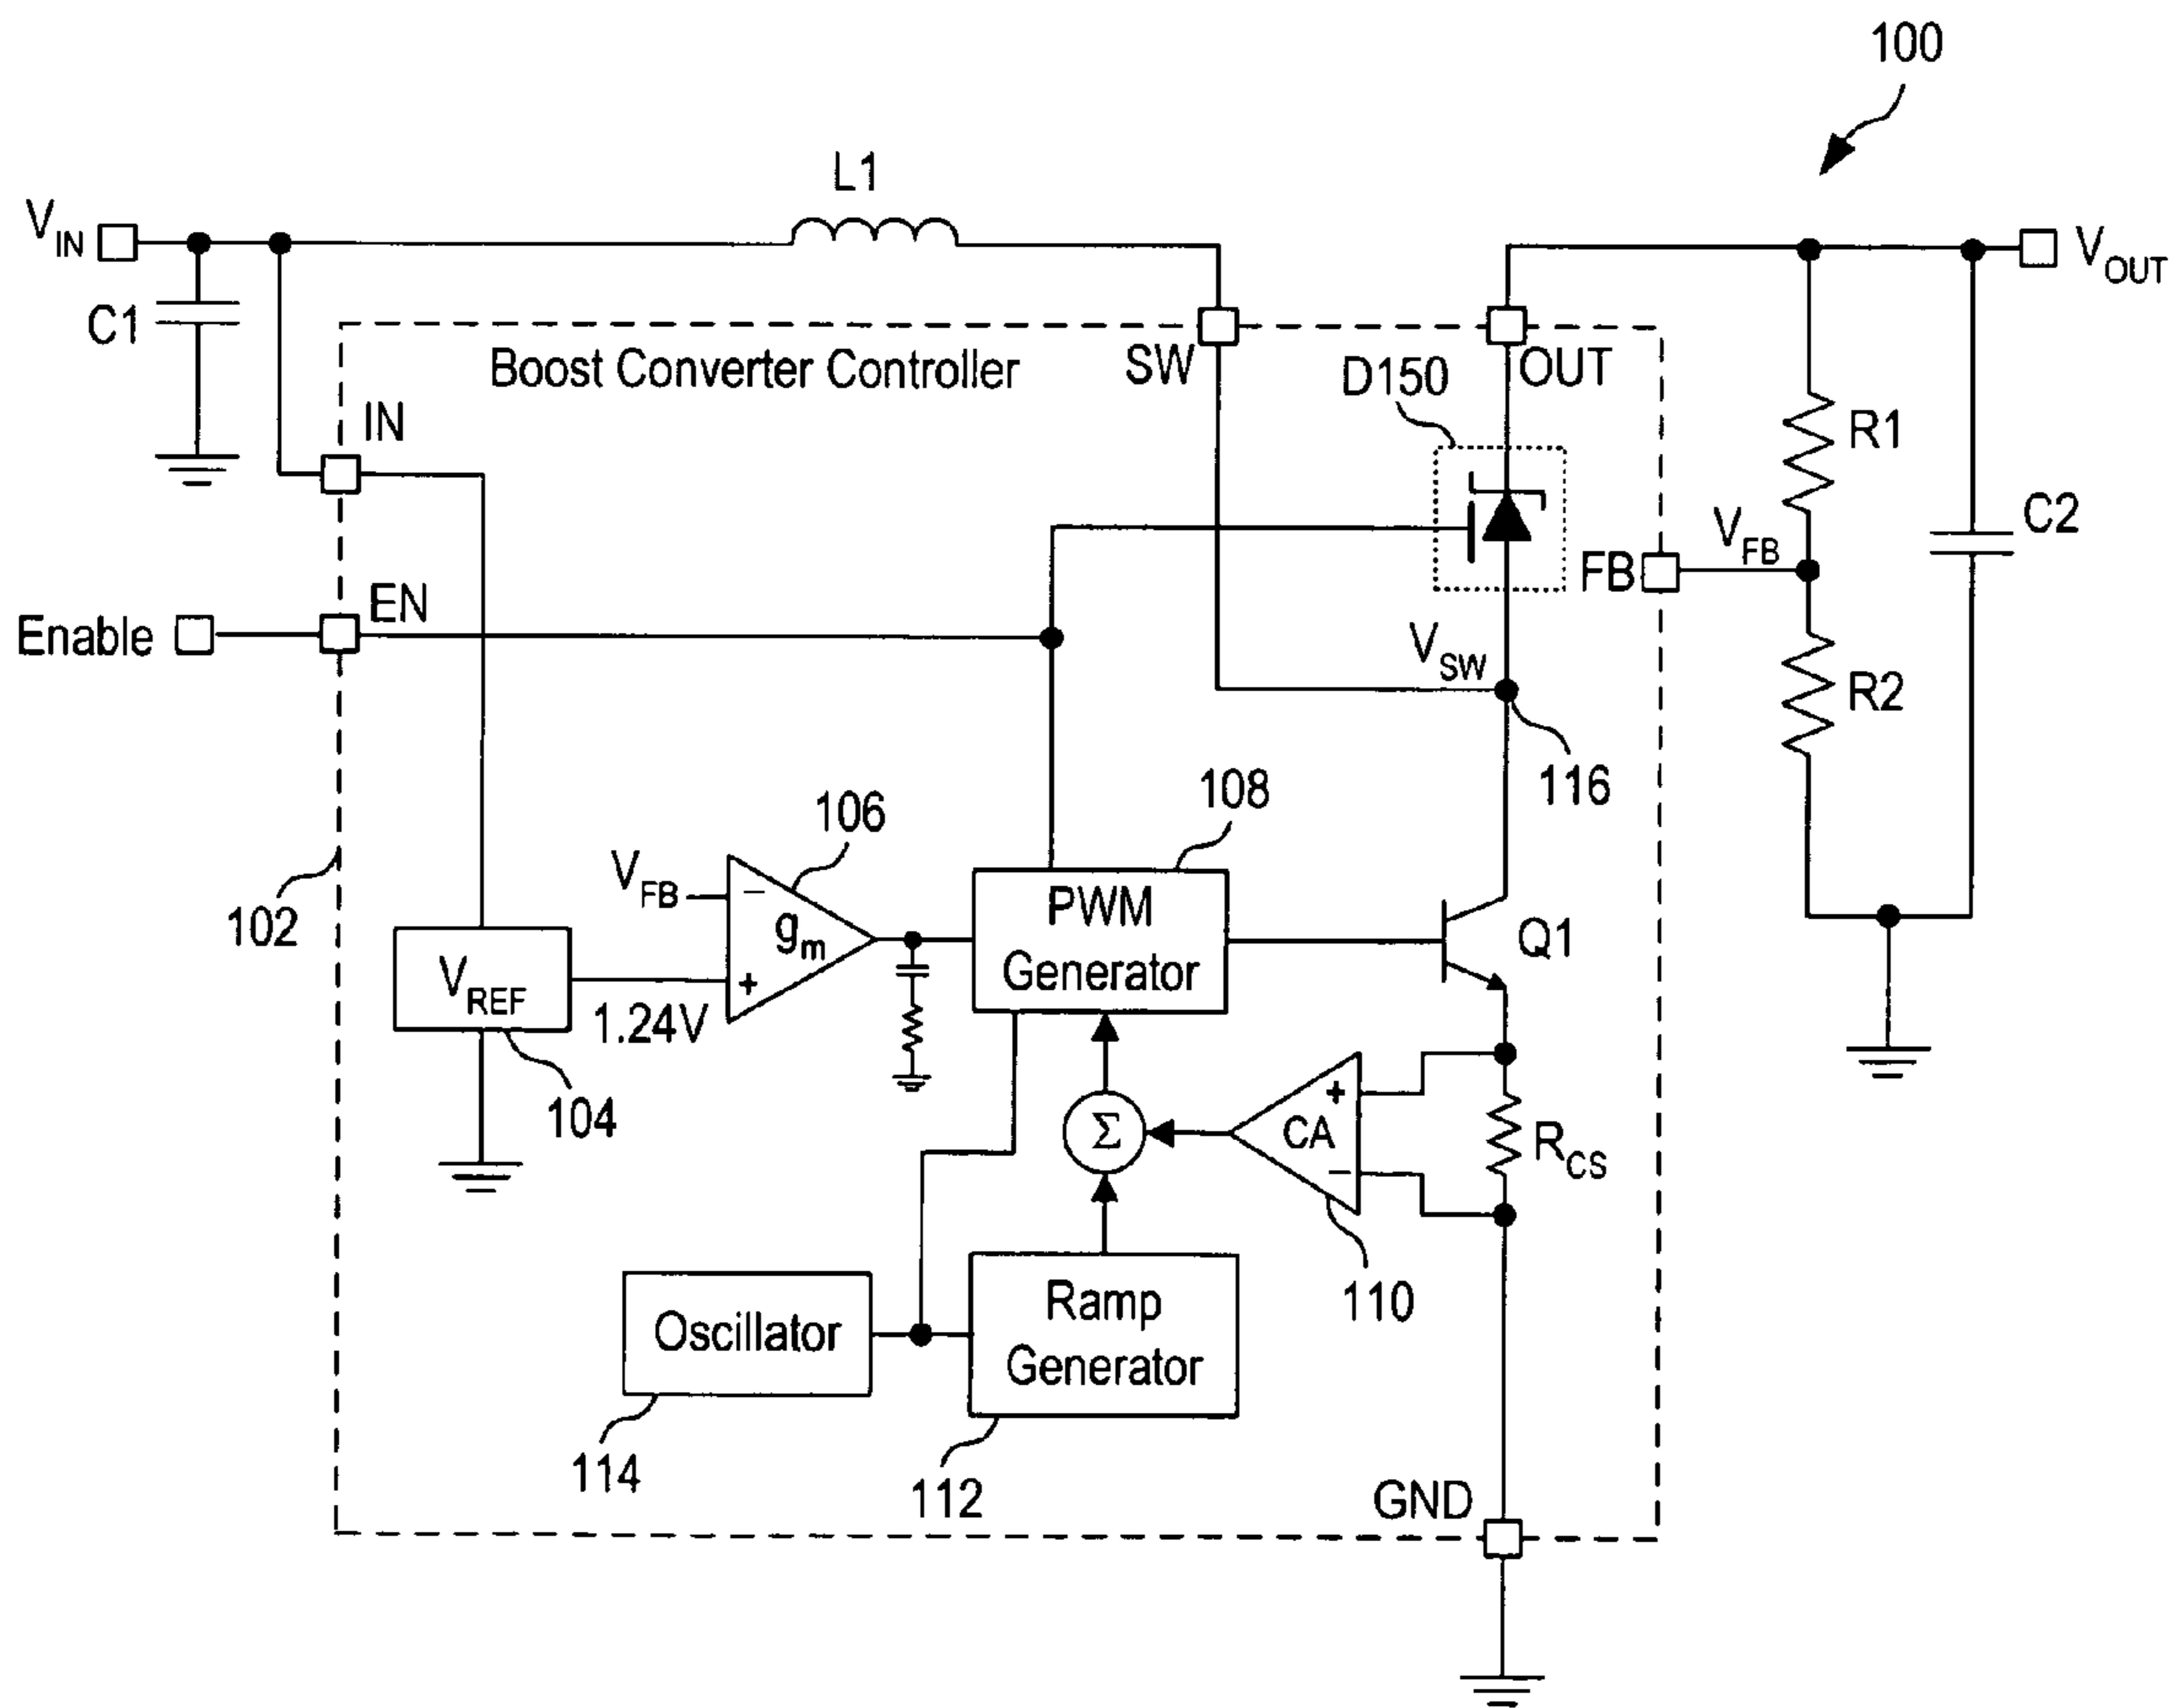 100
L1
VIN
VOUT
C1
Boost Converter Controller
SW
OUT
D150
IN
R1
VFB
C2
FB
EN
Enable
VSW
R2
116
108
106
VFB
−
gm
+
PWM
Generator
Q1
102
VREF
1.24V
104
Σ
+
CA
−
RCS
110
Oscillator
Ramp
Generator
114
112
GND